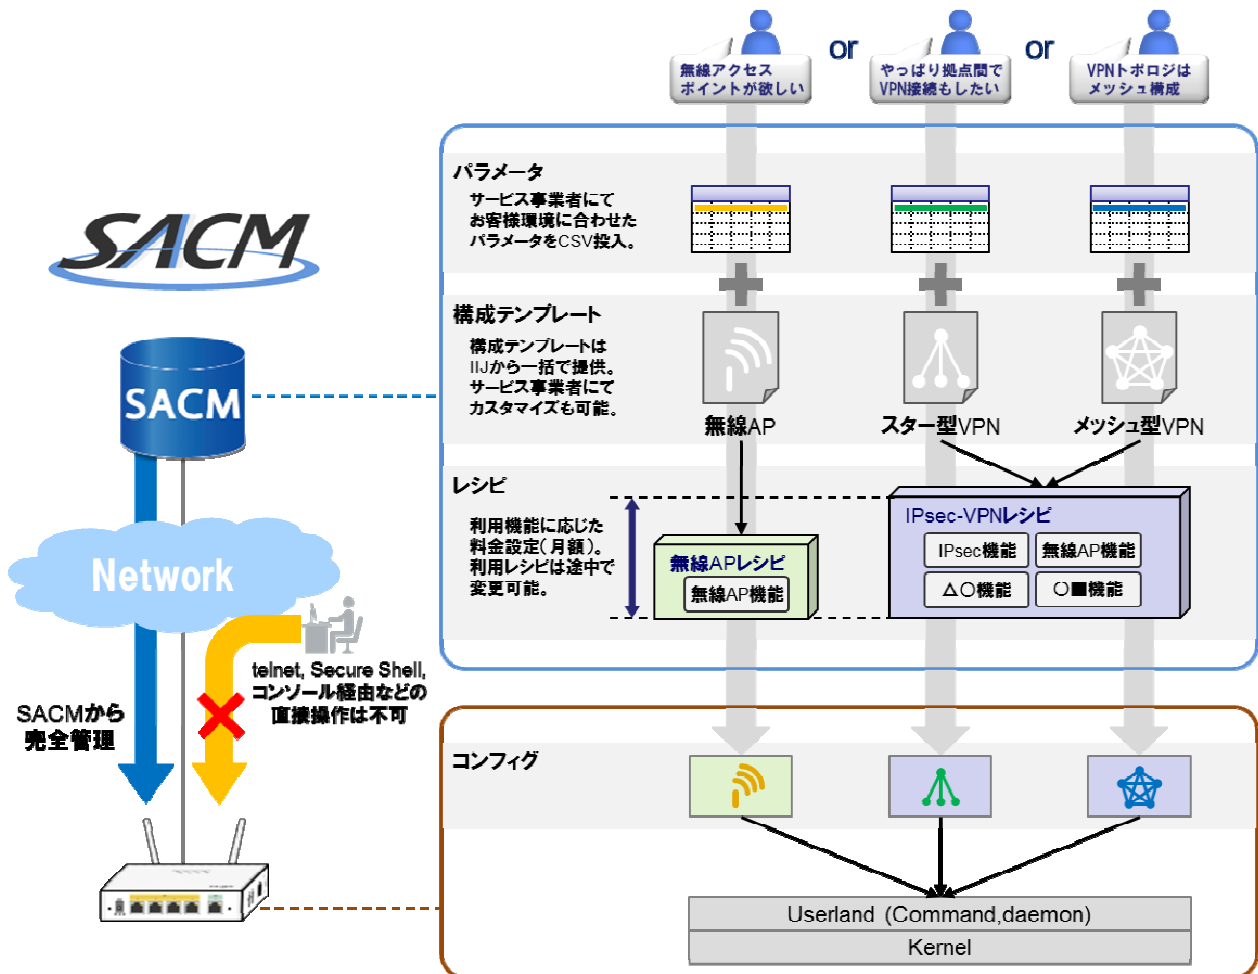 無線アクセス
ポイントが欲しい
or
やっぱり拠点間で
VPN接続もしたい
or
VPNトポロジは
メッシュ構成
パラメータ
サービス事業者にて
お客様環境に合わせた
パラメータをCSV投入。
SACM
構成テンプレート
構成テンプレートは
IIJから一括で提供。
サービス事業者にて
カスタマイズも可能。
無線AP
スター型VPN
メッシュ型VPN
SACM
レシピ
利用機能に応じた
料金設定(月額)。
利用レシピは途中で
変更可能。
無線APレシピ
無線AP機能
IPsec-VPNレシピ
IPsec機能
無線AP機能
△○機能
○■機能
Network
telnet, Secure Shell,
コンソール経由などの
直接操作は不可
SACMから
完全管理
コンフィグ
Userland (Command,daemon)
Kernel